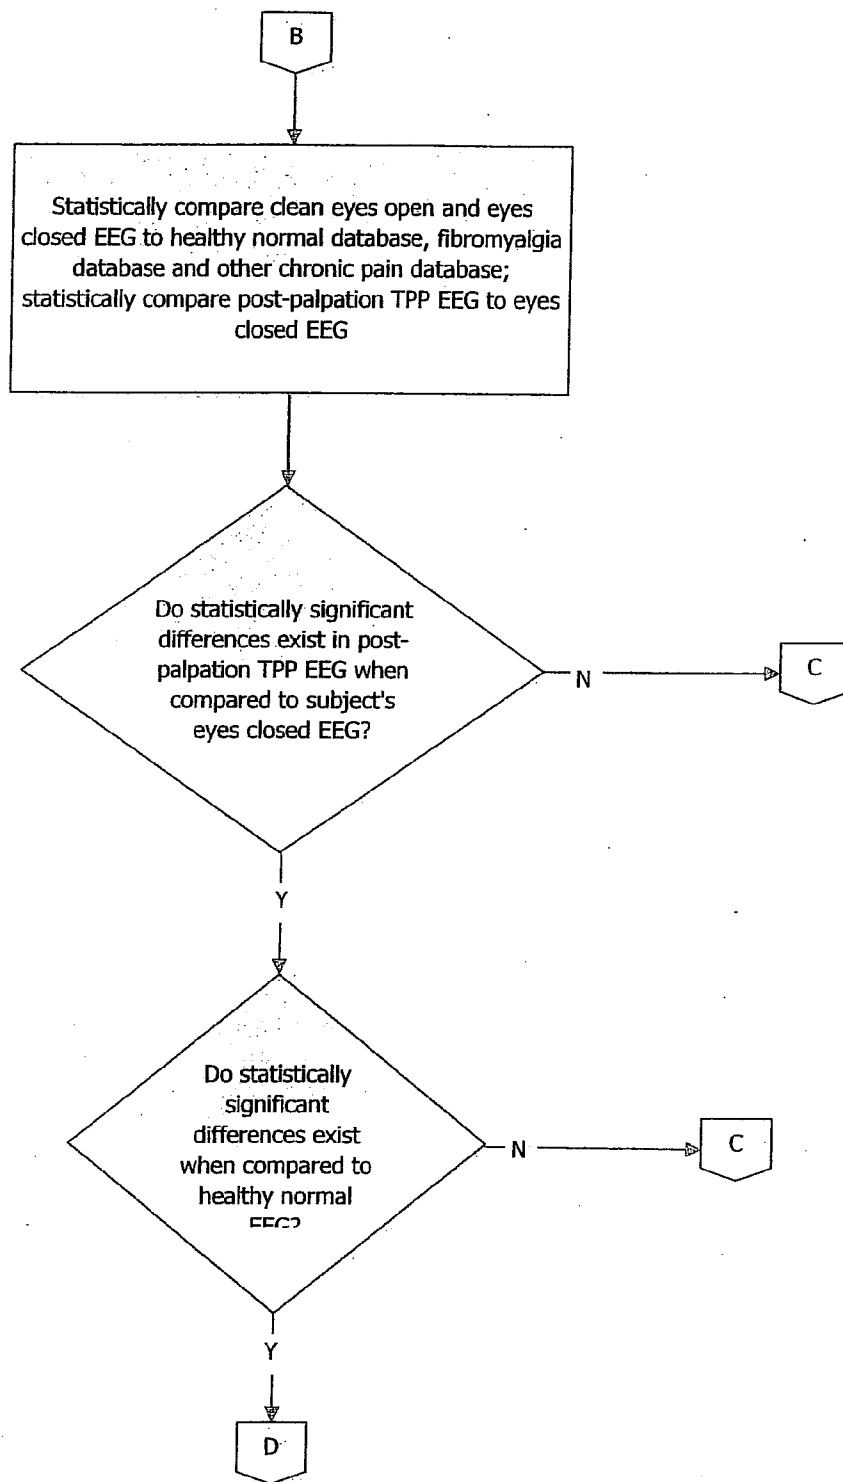 B
Statistically compare clean eyes open and eyes
closed EEG to healthy normal database, fibromyalgia
database and other chronic pain database;
statistically compare post-palpation TPP EEG to eyes
closed EEG
Do statistically significant
differences exist in post-
palpation TPP EEG when
compared to subject's
eyes closed EEG?
N
C
Y
Do statistically
significant
differences exist
when compared to
healthy normal
EEG?
N
C
Y
D